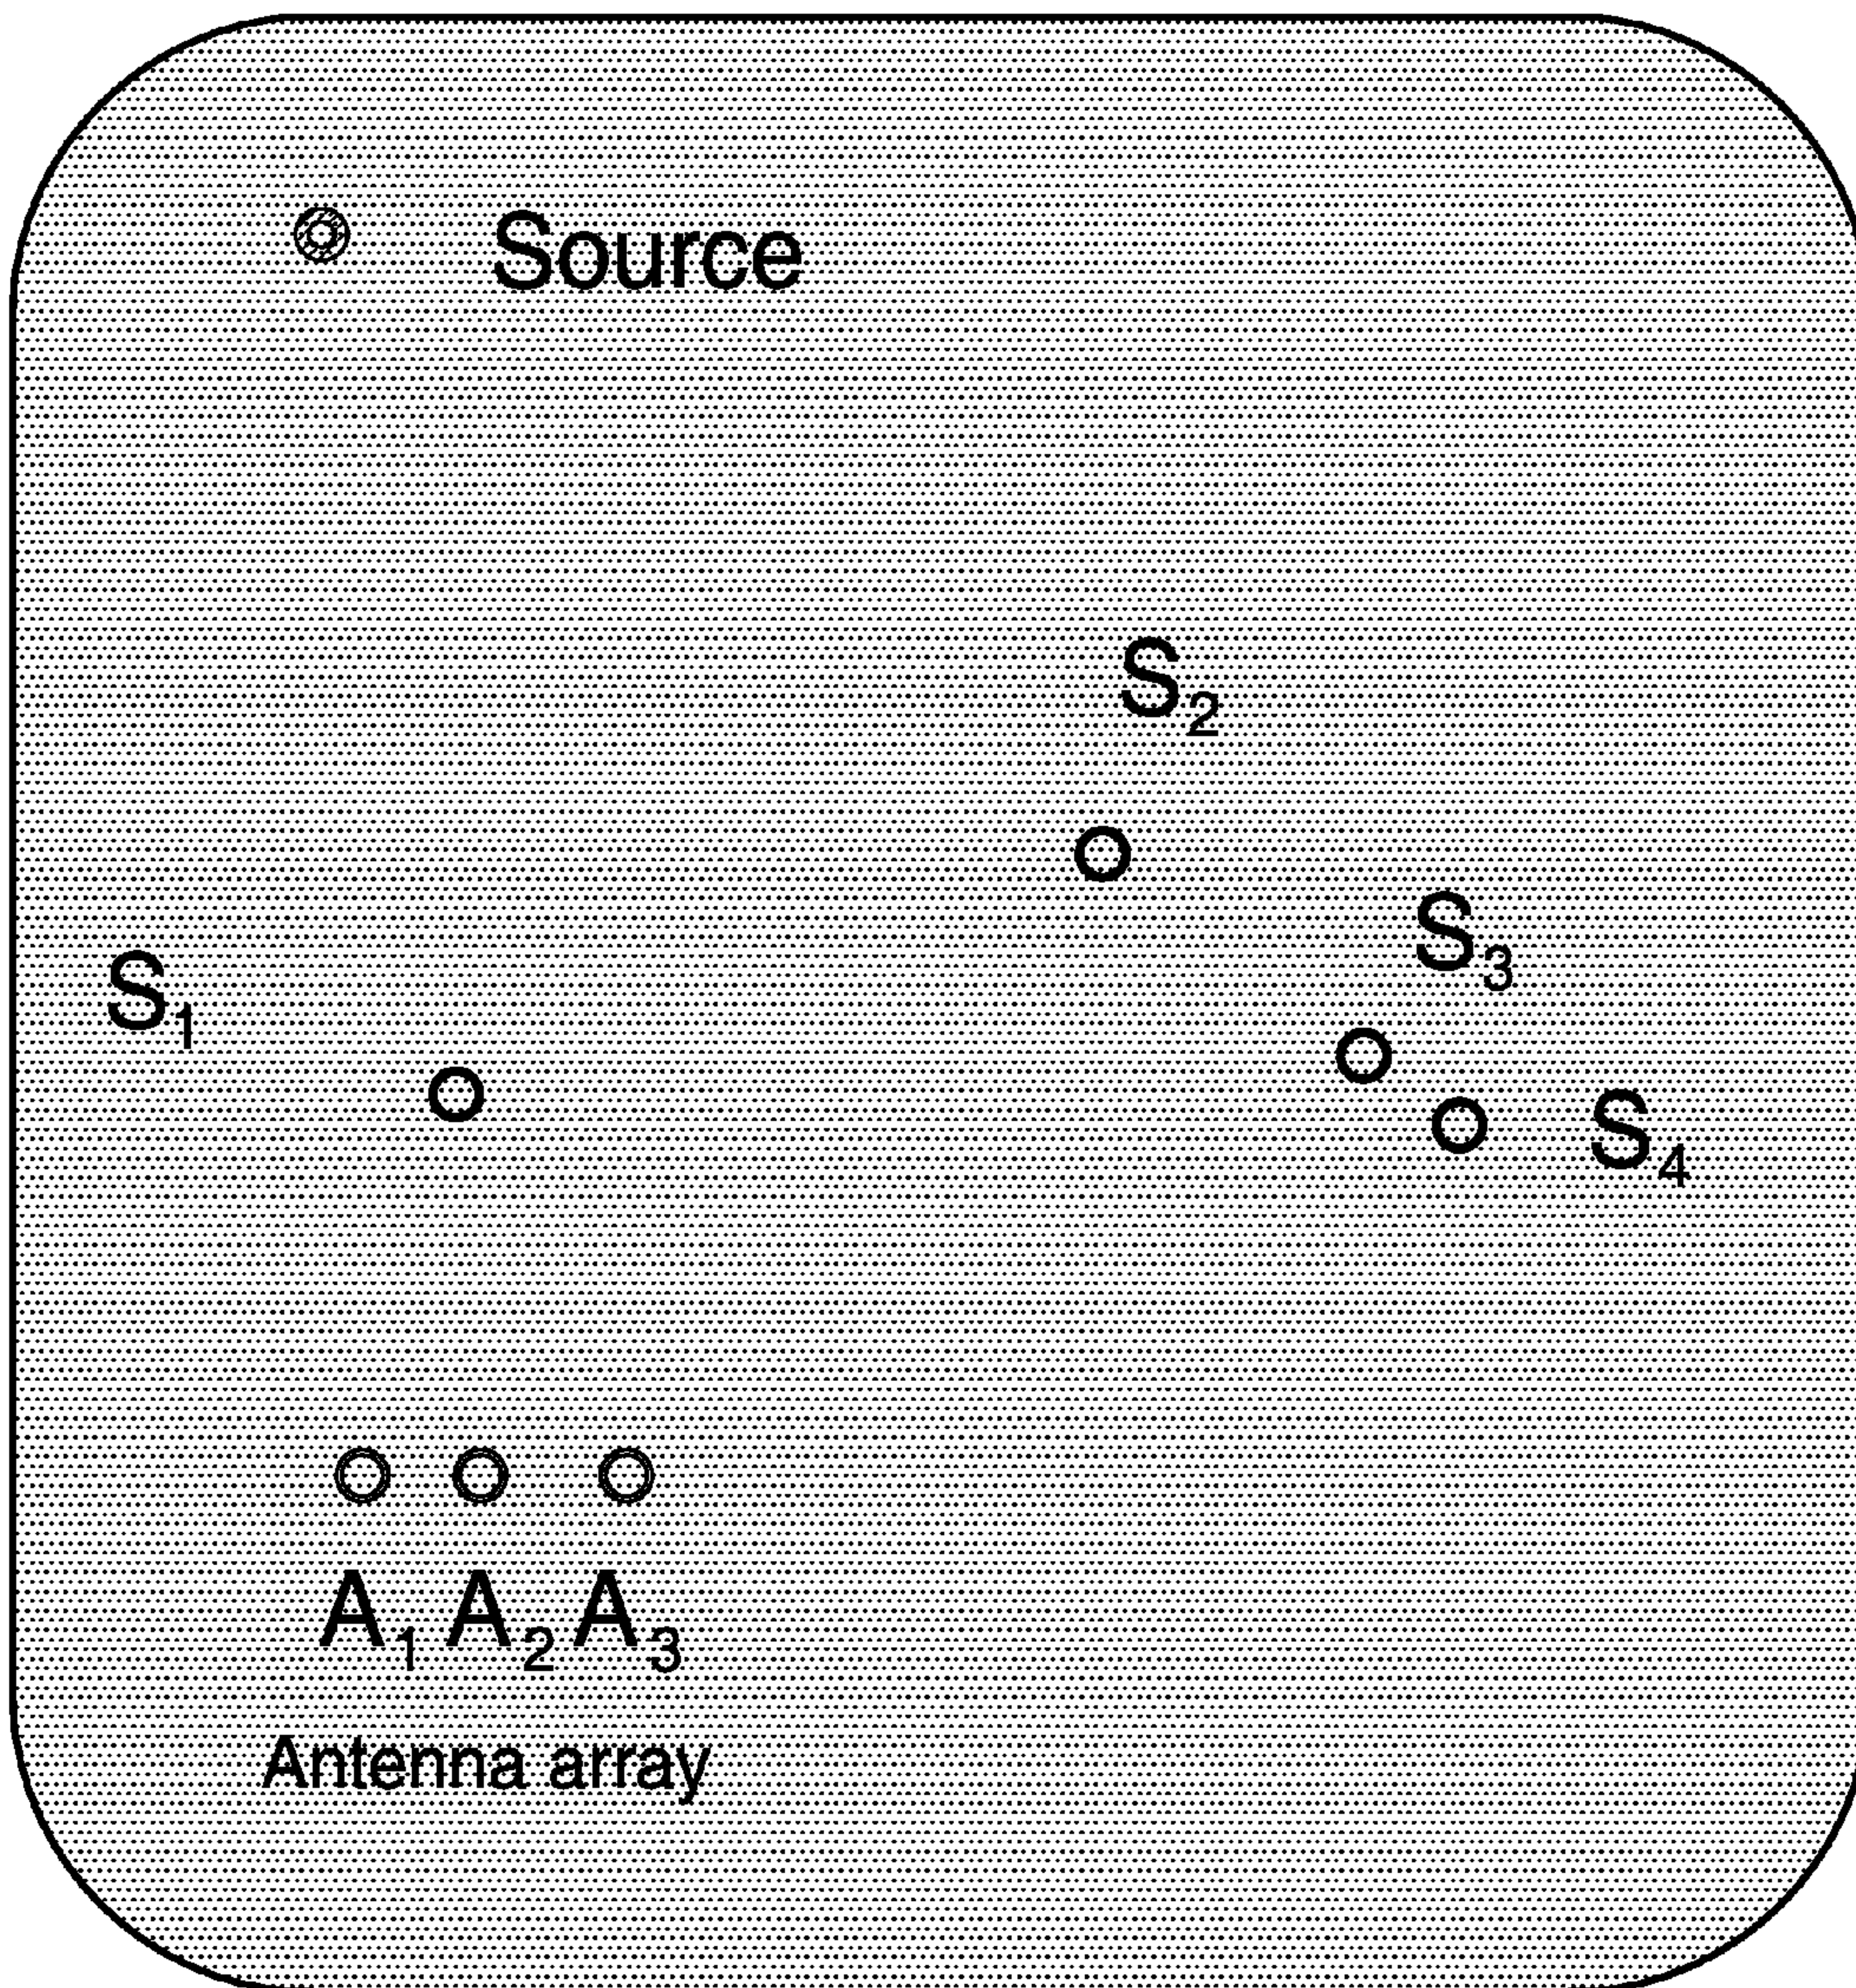 Source
S₂
S₃
S₁
S₄
A₁ A₂ A₃
Antenna array